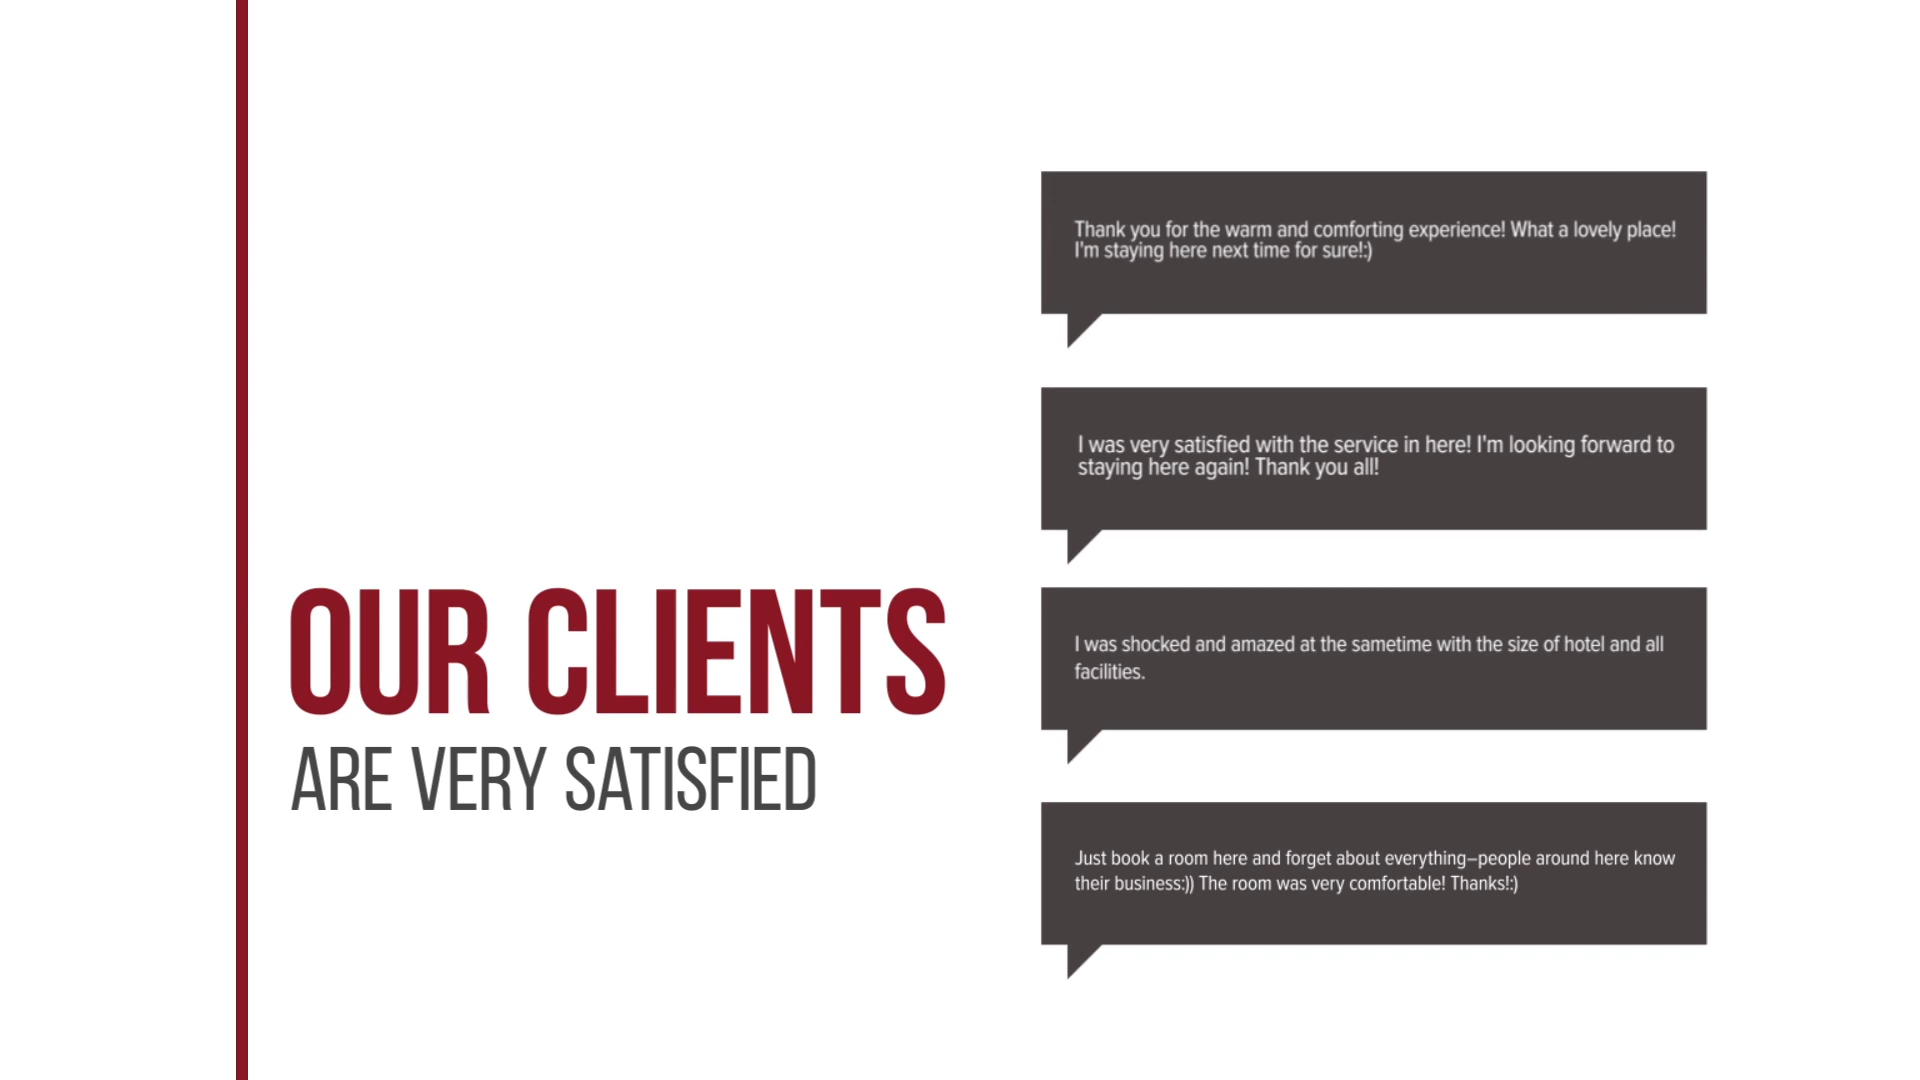 OUR CLIENTS
ARE VERY SATISFIED
Thank you for the warm and comforting experience! What a lovely place!
I'm staying here next time for sure!:)
I was very satisfied with the service in here! I'm looking forward to
staying here again! Thank you all!
I was shocked and amazed at the sametime with the size of hotel and all
facilities.
Just book a room here and forget about everything–people around here know
their business:)) The room was very comfortable! Thanks!:)